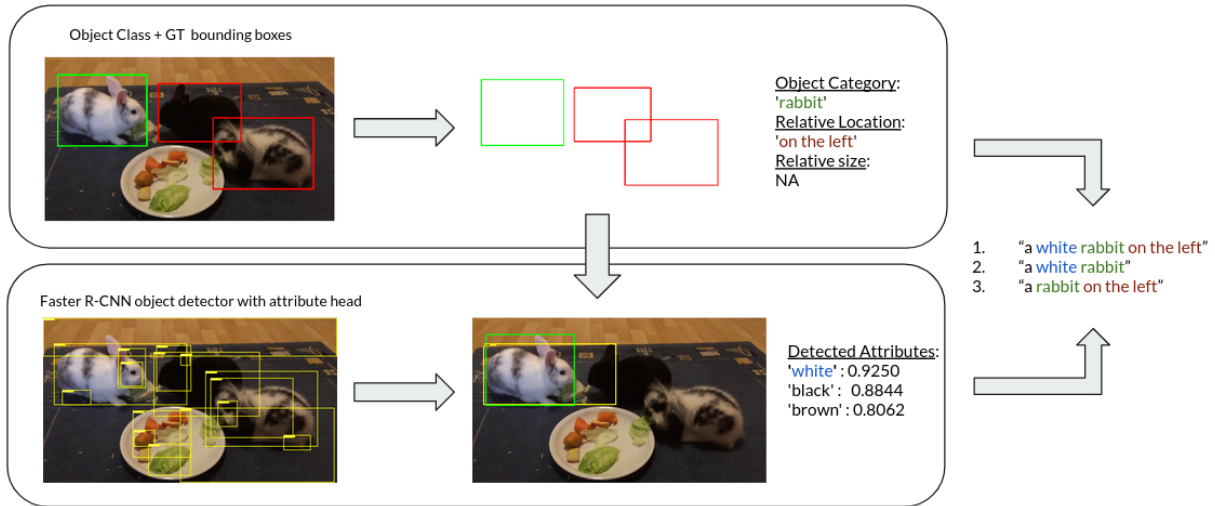 Object Class + GT bounding boxes
Object Category:
'rabbit'
Relative Location:
'on the left'
Relative size:
NA
1. “a white rabbit on the left”
2. “a white rabbit”
3. “a rabbit on the left”
Faster R-CNN object detector with attribute head
Detected Attributes:
'white' : 0.9250
'black' : 0.8844
'brown' : 0.8062